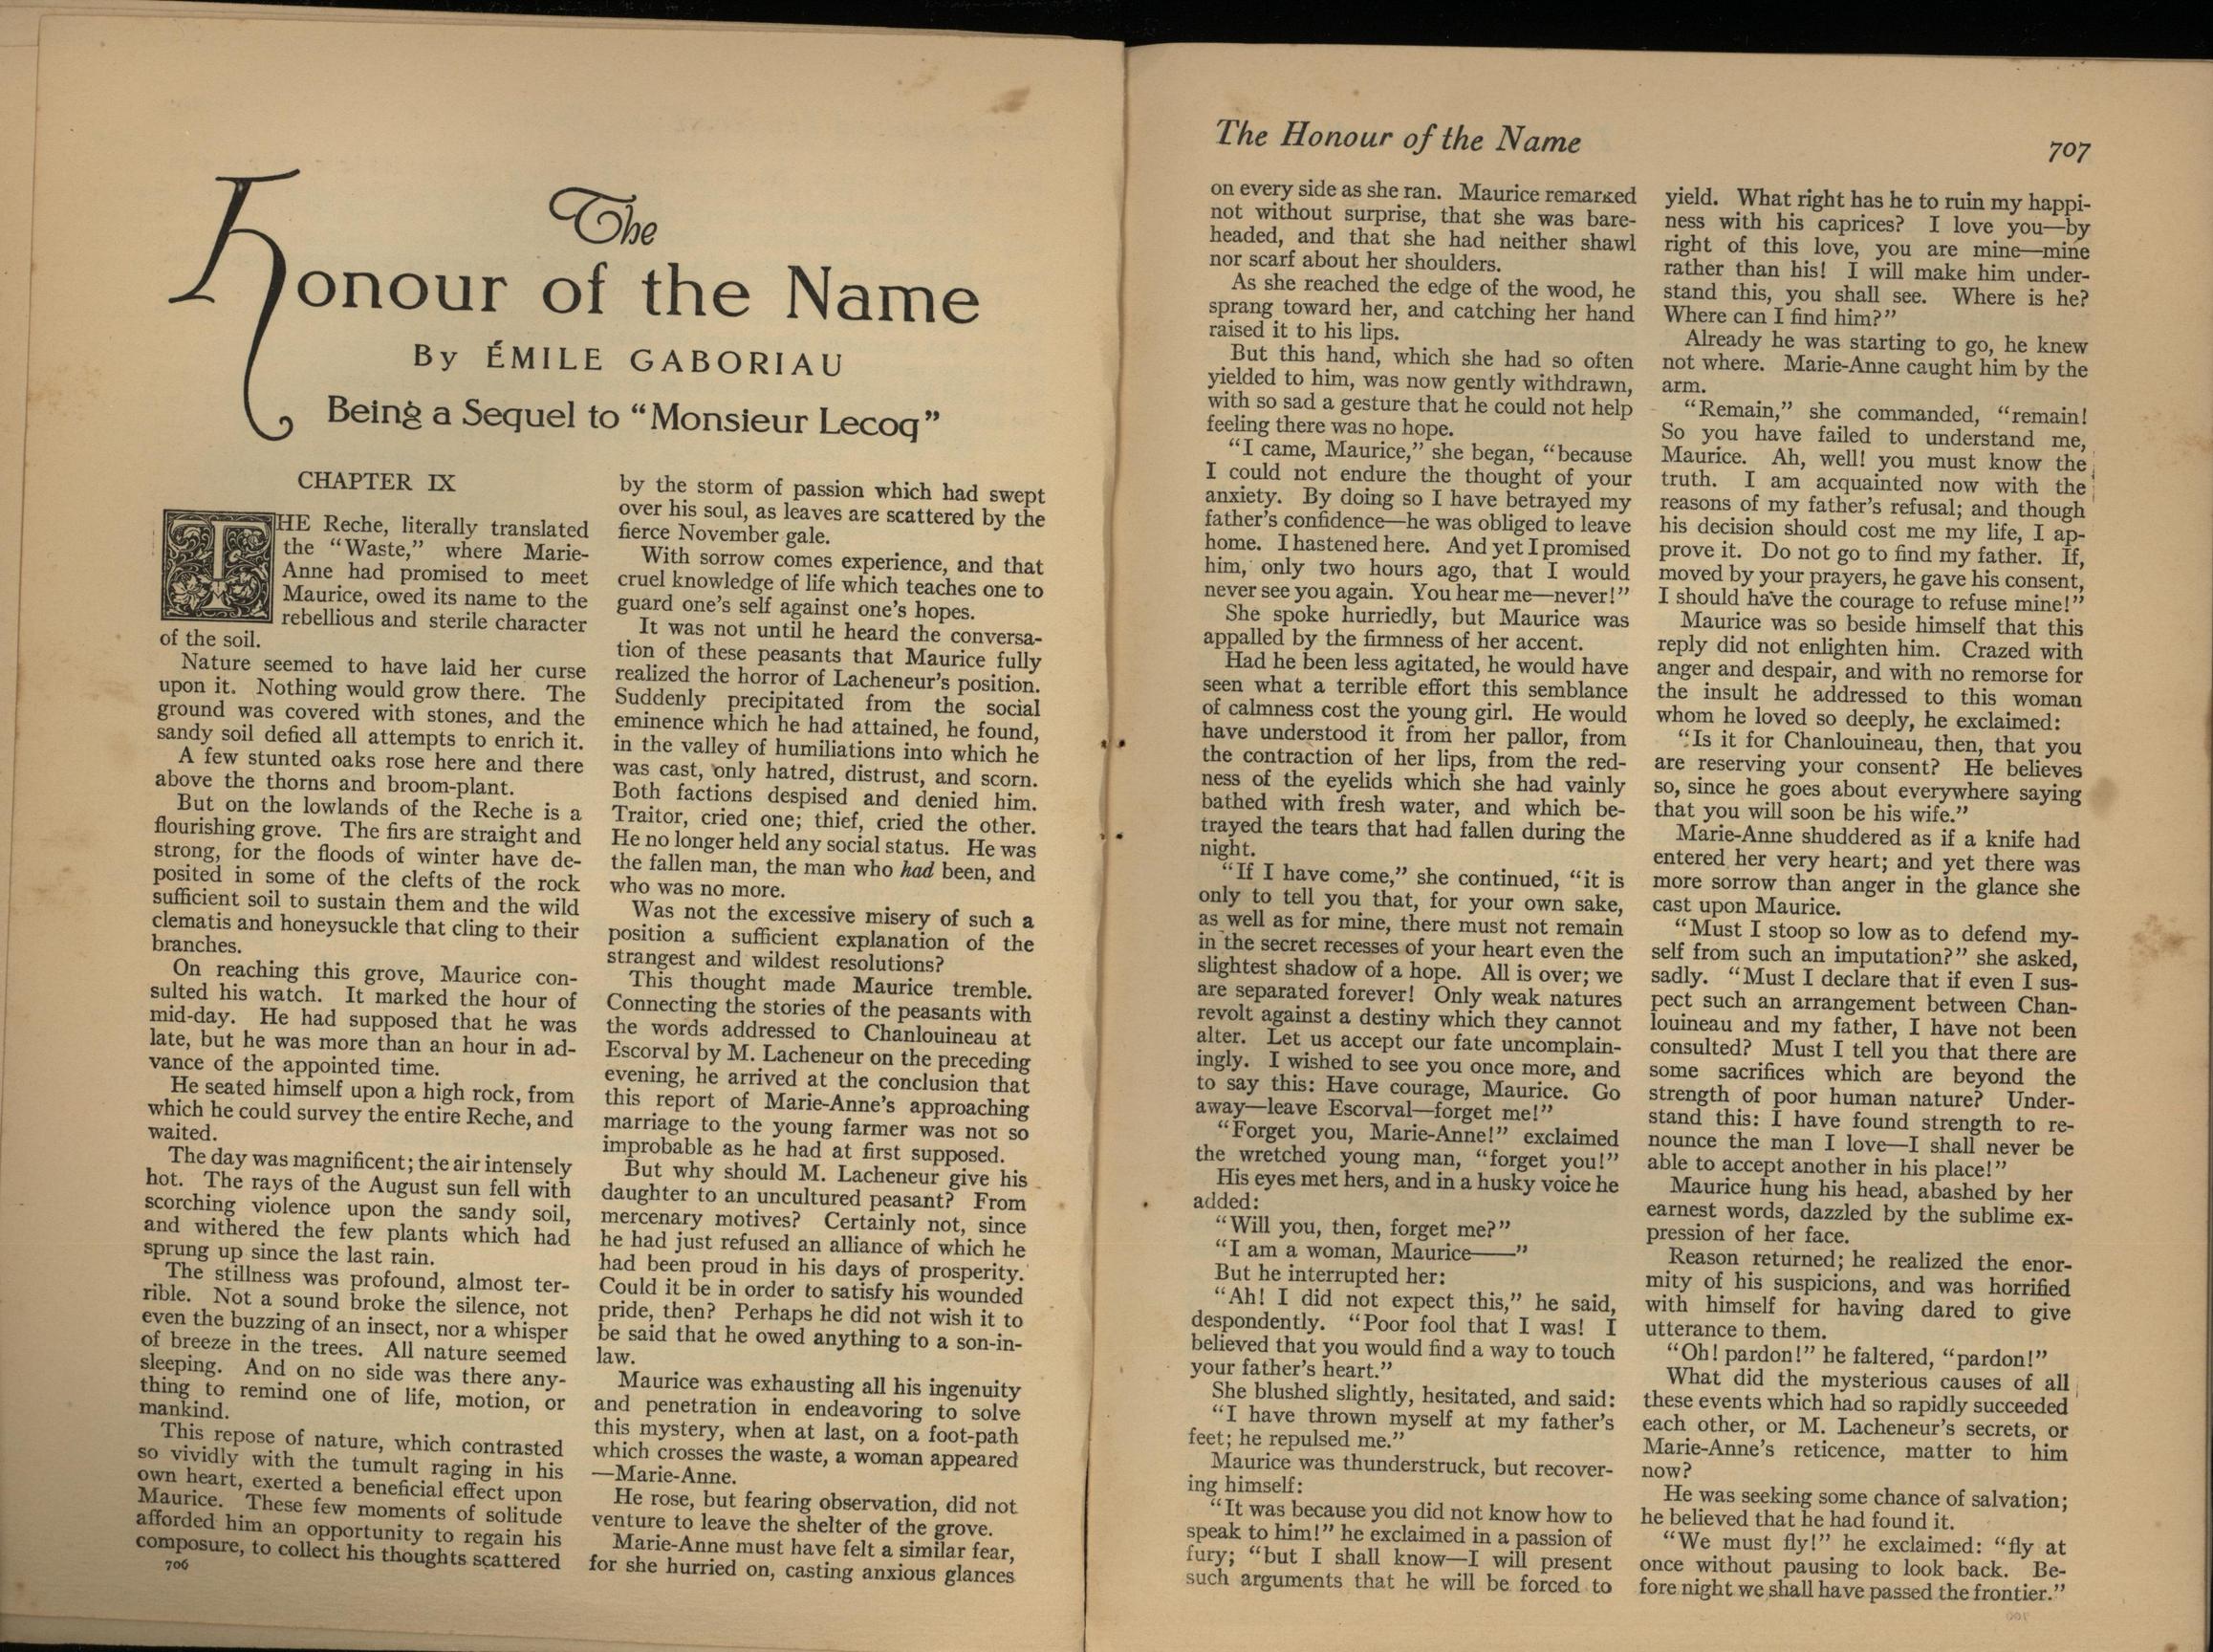 The
Honour of the Name
By ÉMILE GABORIAU
Being a Sequel to “Monsieur Lecoq”
CHAPTER IX
THE Reche, literally translated
the “Waste,” where Marie-
Anne had promised to meet
Maurice, owed its name to the
rebellious and sterile character
of the soil.
Nature seemed to have laid her curse
upon it. Nothing would grow there. The
ground was covered with stones, and the
sandy soil defied all attempts to enrich it.
A few stunted oaks rose here and there
above the thorns and broom-plant.
But on the lowlands of the Reche is a
flourishing grove. The firs are straight and
strong, for the floods of winter have de-
posited in some of the clefts of the rock
sufficient soil to sustain them and the wild
clematis and honeysuckle that cling to their
branches.
On reaching this grove, Maurice con-
sulted his watch. It marked the hour of
mid-day. He had supposed that he was
late, but he was more than an hour in ad-
vance of the appointed time.
He seated himself upon a high rock, from
which he could survey the entire Reche, and
waited.
The day was magnificent; the air intensely
hot. The rays of the August sun fell with
scorching violence upon the sandy soil,
and withered the few plants which had
sprung up since the last rain.
The stillness was profound, almost ter-
rible. Not a sound broke the silence, not
even the buzzing of an insect, nor a whisper
of breeze in the trees. All nature seemed
sleeping. And on no side was there any-
thing to remind one of life, motion, or
mankind.
This repose of nature, which contrasted
so vividly with the tumult raging in his
own heart, exerted a beneficial effect upon
Maurice. These few moments of solitude
afforded him an opportunity to regain his
composure, to collect his thoughts scattered
706
by the storm of passion which had swept
over his soul, as leaves are scattered by the
fierce November gale.
With sorrow comes experience, and that
cruel knowledge of life which teaches one to
guard one’s self against one’s hopes.
It was not until he heard the conversa-
tion of these peasants that Maurice fully
realized the horror of Lacheneur’s position.
Suddenly precipitated from the social
eminence which he had attained, he found,
in the valley of humiliations into which he
was cast, only hatred, distrust, and scorn.
Both factions despised and denied him.
Traitor, cried one; thief, cried the other.
He no longer held any social status. He was
the fallen man, the man who had been, and
who was no more.
Was not the excessive misery of such a
position a sufficient explanation of the
strangest and wildest resolutions?
This thought made Maurice tremble.
Connecting the stories of the peasants with
the words addressed to Chanlouineau at
Escorval by M. Lacheneur on the preceding
evening, he arrived at the conclusion that
this report of Marie-Anne’s approaching
marriage to the young farmer was not so
improbable as he had at first supposed.
But why should M. Lacheneur give his
daughter to an uncultured peasant? From
mercenary motives? Certainly not, since
he had just refused an alliance of which he
had been proud in his days of prosperity.
Could it be in order to satisfy his wounded
pride, then? Perhaps he did not wish it to
be said that he owed anything to a son-in-
law.
Maurice was exhausting all his ingenuity
and penetration in endeavoring to solve
this mystery, when at last, on a foot-path
which crosses the waste, a woman appeared
—Marie-Anne.
He rose, but fearing observation, did not
venture to leave the shelter of the grove.
Marie-Anne must have felt a similar fear,
for she hurried on, casting anxious glances
The Honour of the Name
707
on every side as she ran. Maurice remarked
not without surprise, that she was bare-
headed, and that she had neither shawl
nor scarf about her shoulders.
As she reached the edge of the wood, he
sprang toward her, and catching her hand
raised it to his lips.
But this hand, which she had so often
yielded to him, was now gently withdrawn,
with so sad a gesture that he could not help
feeling there was no hope.
“I came, Maurice,” she began, “because
I could not endure the thought of your
anxiety. By doing so I have betrayed my
father’s confidence—he was obliged to leave
home. I hastened here. And yet I promised
him, only two hours ago, that I would
never see you again. You hear me—never!”
She spoke hurriedly, but Maurice was
appalled by the firmness of her accent.
Had he been less agitated, he would have
seen what a terrible effort this semblance
of calmness cost the young girl. He would
have understood it from her pallor, from
the contraction of her lips, from the red-
ness of the eyelids which she had vainly
bathed with fresh water, and which be-
trayed the tears that had fallen during the
night.
“If I have come,” she continued, “it is
only to tell you that, for your own sake,
as well as for mine, there must not remain
in the secret recesses of your heart even the
slightest shadow of a hope. All is over; we
are separated forever! Only weak natures
revolt against a destiny which they cannot
alter. Let us accept our fate uncomplain-
ingly. I wished to see you once more, and
to say this: Have courage, Maurice. Go
away—leave Escorval—forget me!”
“Forget you, Marie-Anne!” exclaimed
the wretched young man, “forget you!”
His eyes met hers, and in a husky voice he
added:
“Will you, then, forget me?”
“I am a woman, Maurice——”
But he interrupted her:
“Ah! I did not expect this,” he said,
despondently. “Poor fool that I was! I
believed that you would find a way to touch
your father’s heart.”
She blushed slightly, hesitated, and said:
“I have thrown myself at my father’s
feet; he repulsed me.”
Maurice was thunderstruck, but recover-
ing himself:
“It was because you did not know how to
speak to him!” he exclaimed in a passion of
fury; “but I shall know—I will present
such arguments that he will be forced to
yield. What right has he to ruin my happi-
ness with his caprices? I love you—by
right of this love, you are mine—mine
rather than his! I will make him under-
stand this, you shall see. Where is he?
Where can I find him?”
Already he was starting to go, he knew
not where. Marie-Anne caught him by the
arm.
“Remain,” she commanded, “remain!
So you have failed to understand me,
Maurice. Ah, well! you must know the
truth. I am acquainted now with the
reasons of my father’s refusal; and though
his decision should cost me my life, I ap-
prove it. Do not go to find my father. If,
moved by your prayers, he gave his consent,
I should have the courage to refuse mine!”
Maurice was so beside himself that this
reply did not enlighten him. Crazed with
anger and despair, and with no remorse for
the insult he addressed to this woman
whom he loved so deeply, he exclaimed:
“Is it for Chanlouineau, then, that you
are reserving your consent? He believes
so, since he goes about everywhere saying
that you will soon be his wife.”
Marie-Anne shuddered as if a knife had
entered her very heart; and yet there was
more sorrow than anger in the glance she
cast upon Maurice.
“Must I stoop so low as to defend my-
self from such an imputation?” she asked,
sadly. “Must I declare that if even I sus-
pect such an arrangement between Chan-
louineau and my father, I have not been
consulted? Must I tell you that there are
some sacrifices which are beyond the
strength of poor human nature? Under-
stand this: I have found strength to re-
nounce the man I love—I shall never be
able to accept another in his place!”
Maurice hung his head, abashed by her
earnest words, dazzled by the sublime ex-
pression of her face.
Reason returned; he realized the enor-
mity of his suspicions, and was horrified
with himself for having dared to give
utterance to them.
“Oh! pardon!” he faltered, “pardon!”
What did the mysterious causes of all
these events which had so rapidly succeeded
each other, or M. Lacheneur’s secrets, or
Marie-Anne’s reticence, matter to him
now?
He was seeking some chance of salvation;
he believed that he had found it.
“We must fly!” he exclaimed: “fly at
once without pausing to look back. Be-
fore night we shall have passed the frontier.”